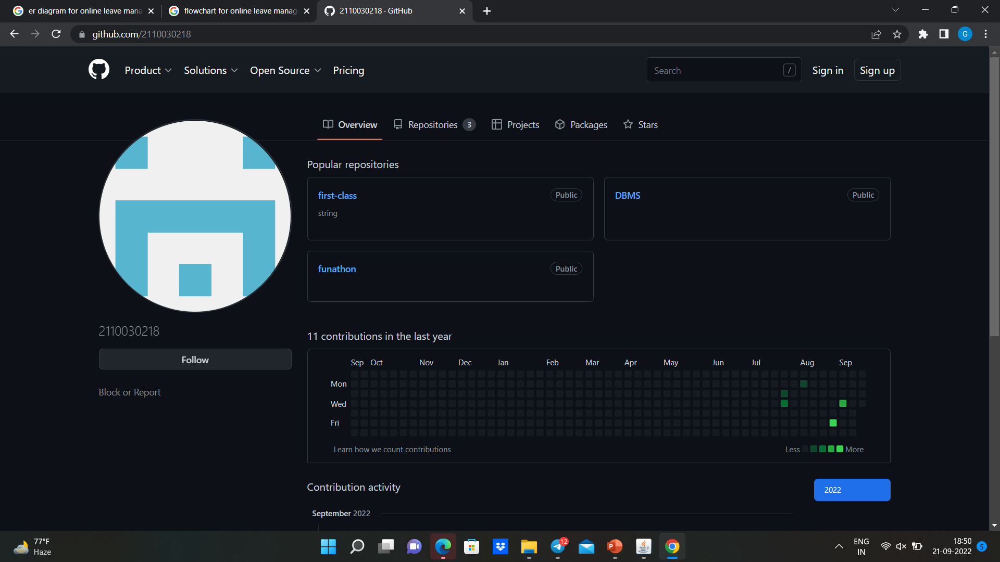 er diagram for online leave mana
flowchart for online leave manag
2110030218 · GitHub
github.com/2110030218
G
Product
Solutions
Open Source
Pricing
Search
/
Sign in
Sign up
Overview
Repositories 3
Projects
Packages
Stars
Popular repositories
first-class
Public
string
DBMS
Public
funathon
Public
2110030218
Follow
Block or Report
11 contributions in the last year
Sep Oct Nov Dec Jan Feb Mar Apr May Jun Jul Aug Sep
Mon
Wed
Fri
Learn how we count contributions
Less More
Contribution activity
2022
September 2022
77°F
Haze
12
P
ENG
IN
18:50
21-09-2022
5